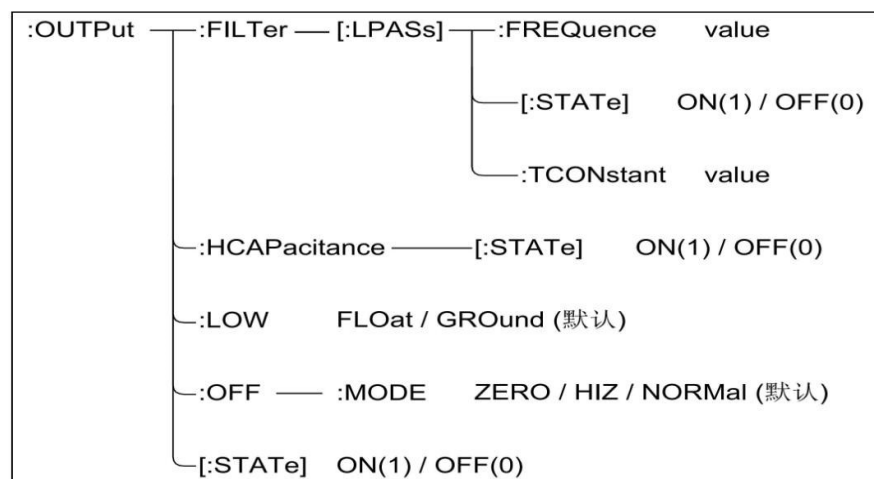 :OUTPut :FILTer [:LPASs] :FREQuence value
[:STATe] ON(1) / OFF(0)
:TCONstant value
:HCAPacitance [:STATe] ON(1) / OFF(0)
:LOW FLOat / GROund (默认)
:OFF :MODE ZERO / HIZ / NORMal (默认)
[:STATe] ON(1) / OFF(0)